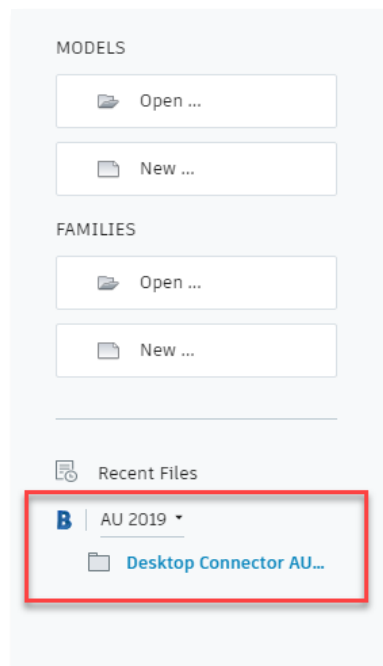 MODELS
Open ...
New ...
FAMILIES
Open ...
New ...
Recent Files
B AU 2019
Desktop Connector AU...